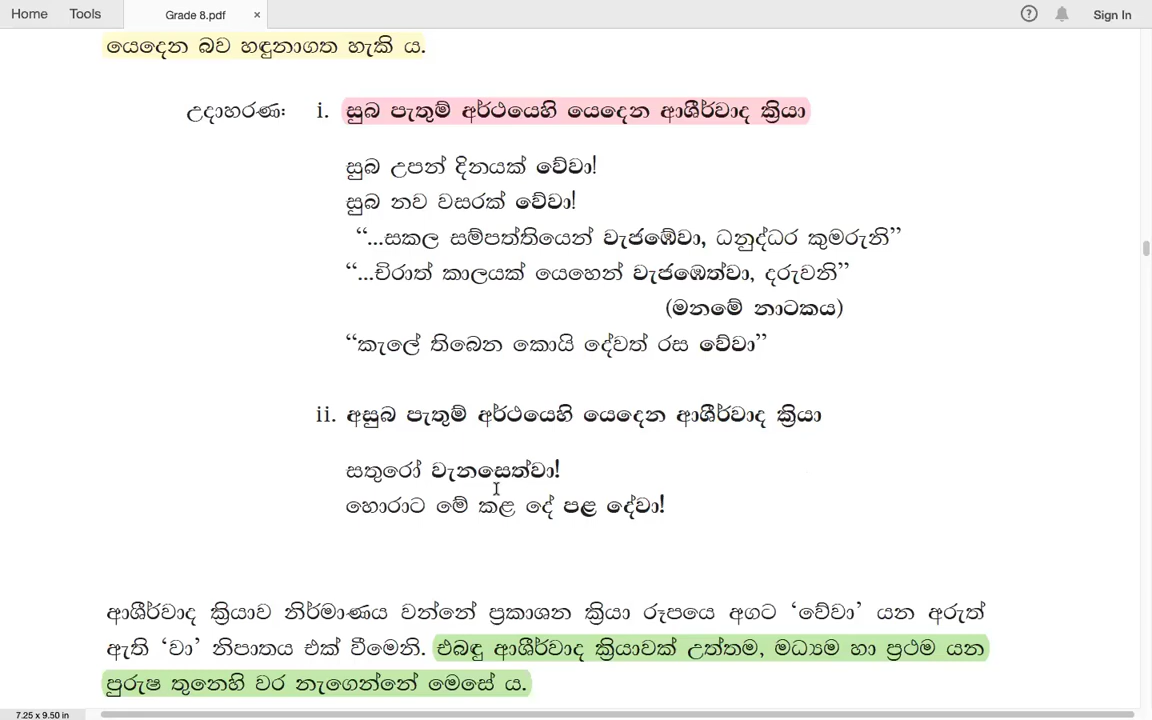 Home Tools Grade 8.pdf × Sign In
යෙදෙන බව හඳුනාගත හැකි ය.
උදාහරණ: i. සුබ පැතුම් අර්ථයෙහි යෙදෙන ආශීර්වාද ක්‍රියා
සුබ උපන් දිනයක් වේවා!
සුබ නව වසරක් වේවා!
“...සකල සම්පත්තියෙන් වැජඹේවා, ධනුද්ධර කුමරුනි”
“...චිරාත් කාලයක් යෙහෙන් වැජඹෙත්වා, දරුවනි”
(මනමේ නාටකය)
“කැලේ තිබෙන කොයි දේවත් රස වේවා”
ii. අසුබ පැතුම් අර්ථයෙහි යෙදෙන ආශීර්වාද ක්‍රියා
සතුරෝ වැනසෙත්වා!
හොරාට මේ කළ දේ පළ දේවා!
ආශීර්වාද ක්‍රියාව නිර්මාණය වන්නේ ප්‍රකාශන ක්‍රියා රූපයෙ අගට ‘වේවා’ යන අරුත්
ඇති ‘වා’ නිපාතය එක් වීමෙනි. එබඳු ආශීර්වාද ක්‍රියාවක් උත්තම, මධ්‍යම හා ප්‍රථම යන
පුරුෂ තුනෙහි වර නැගෙන්නේ මෙසේ ය.
7.25 x 9.50 in